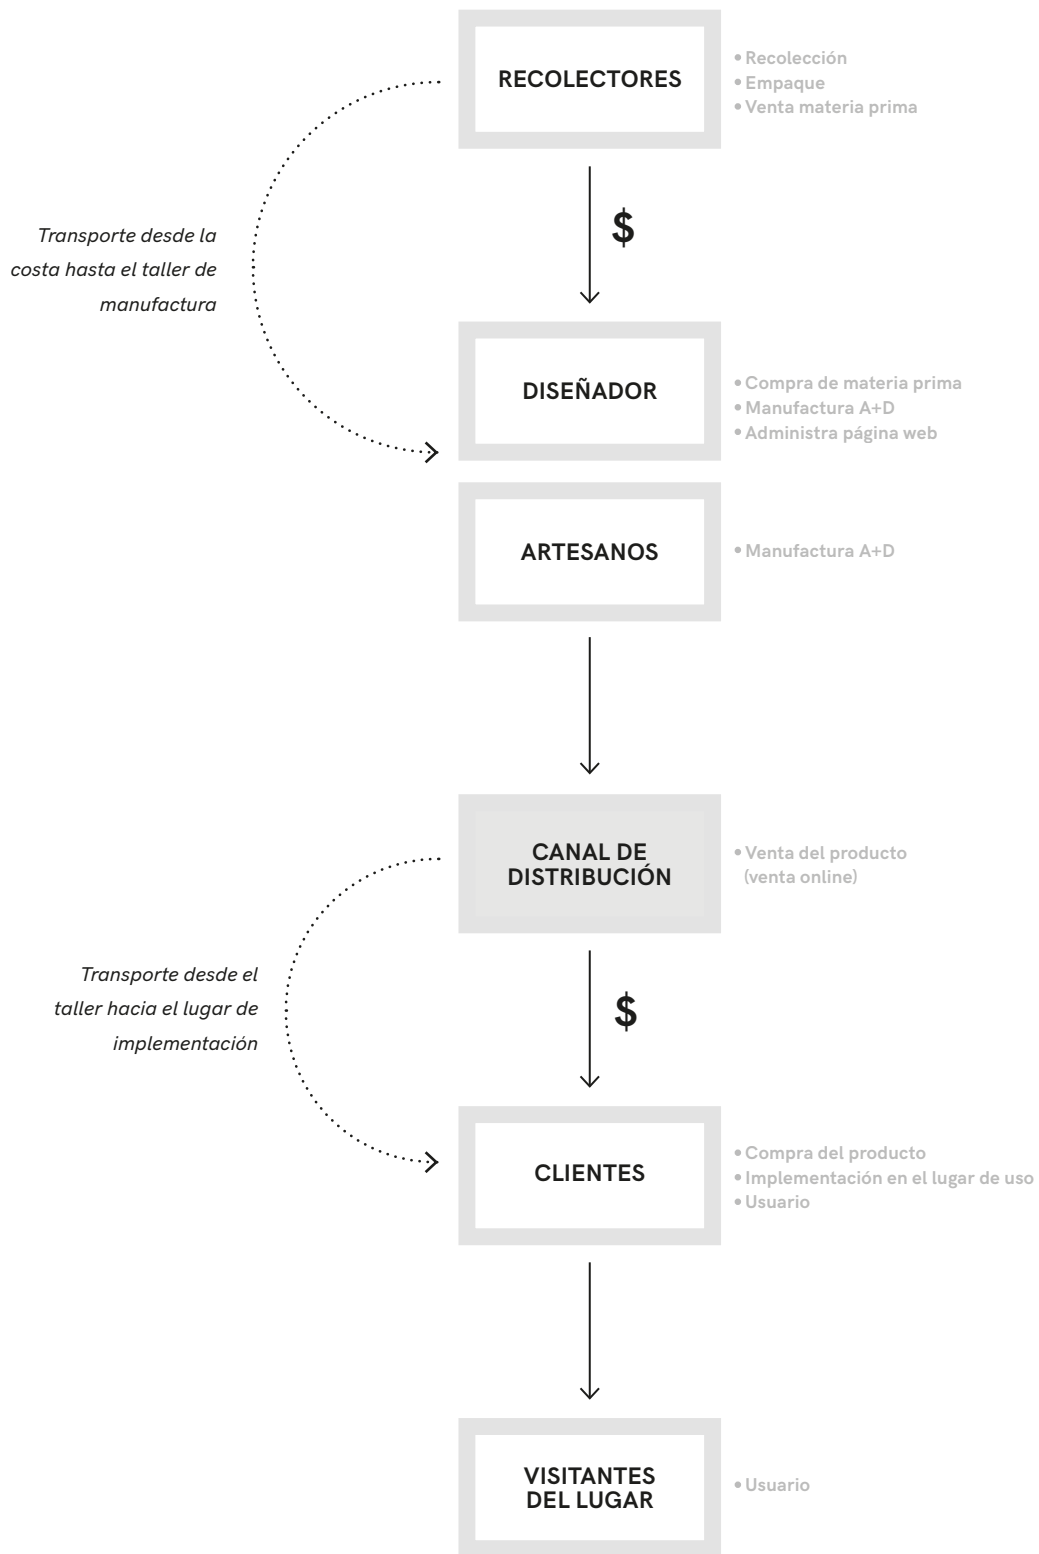 RECOLECTORES
• Recolección
• Empaque
• Venta materia prima
$
Transporte desde la
costa hasta el taller de
manufactura
DISEÑADOR
• Compra de materia prima
• Manufactura A+D
• Administra página web
ARTESANOS
• Manufactura A+D
CANAL DE
DISTRIBUCIÓN
• Venta del producto
(venta online)
$
Transporte desde el
taller hacia el lugar de
implementación
CLIENTES
• Compra del producto
• Implementación en el lugar de uso
• Usuario
VISITANTES
DEL LUGAR
• Usuario